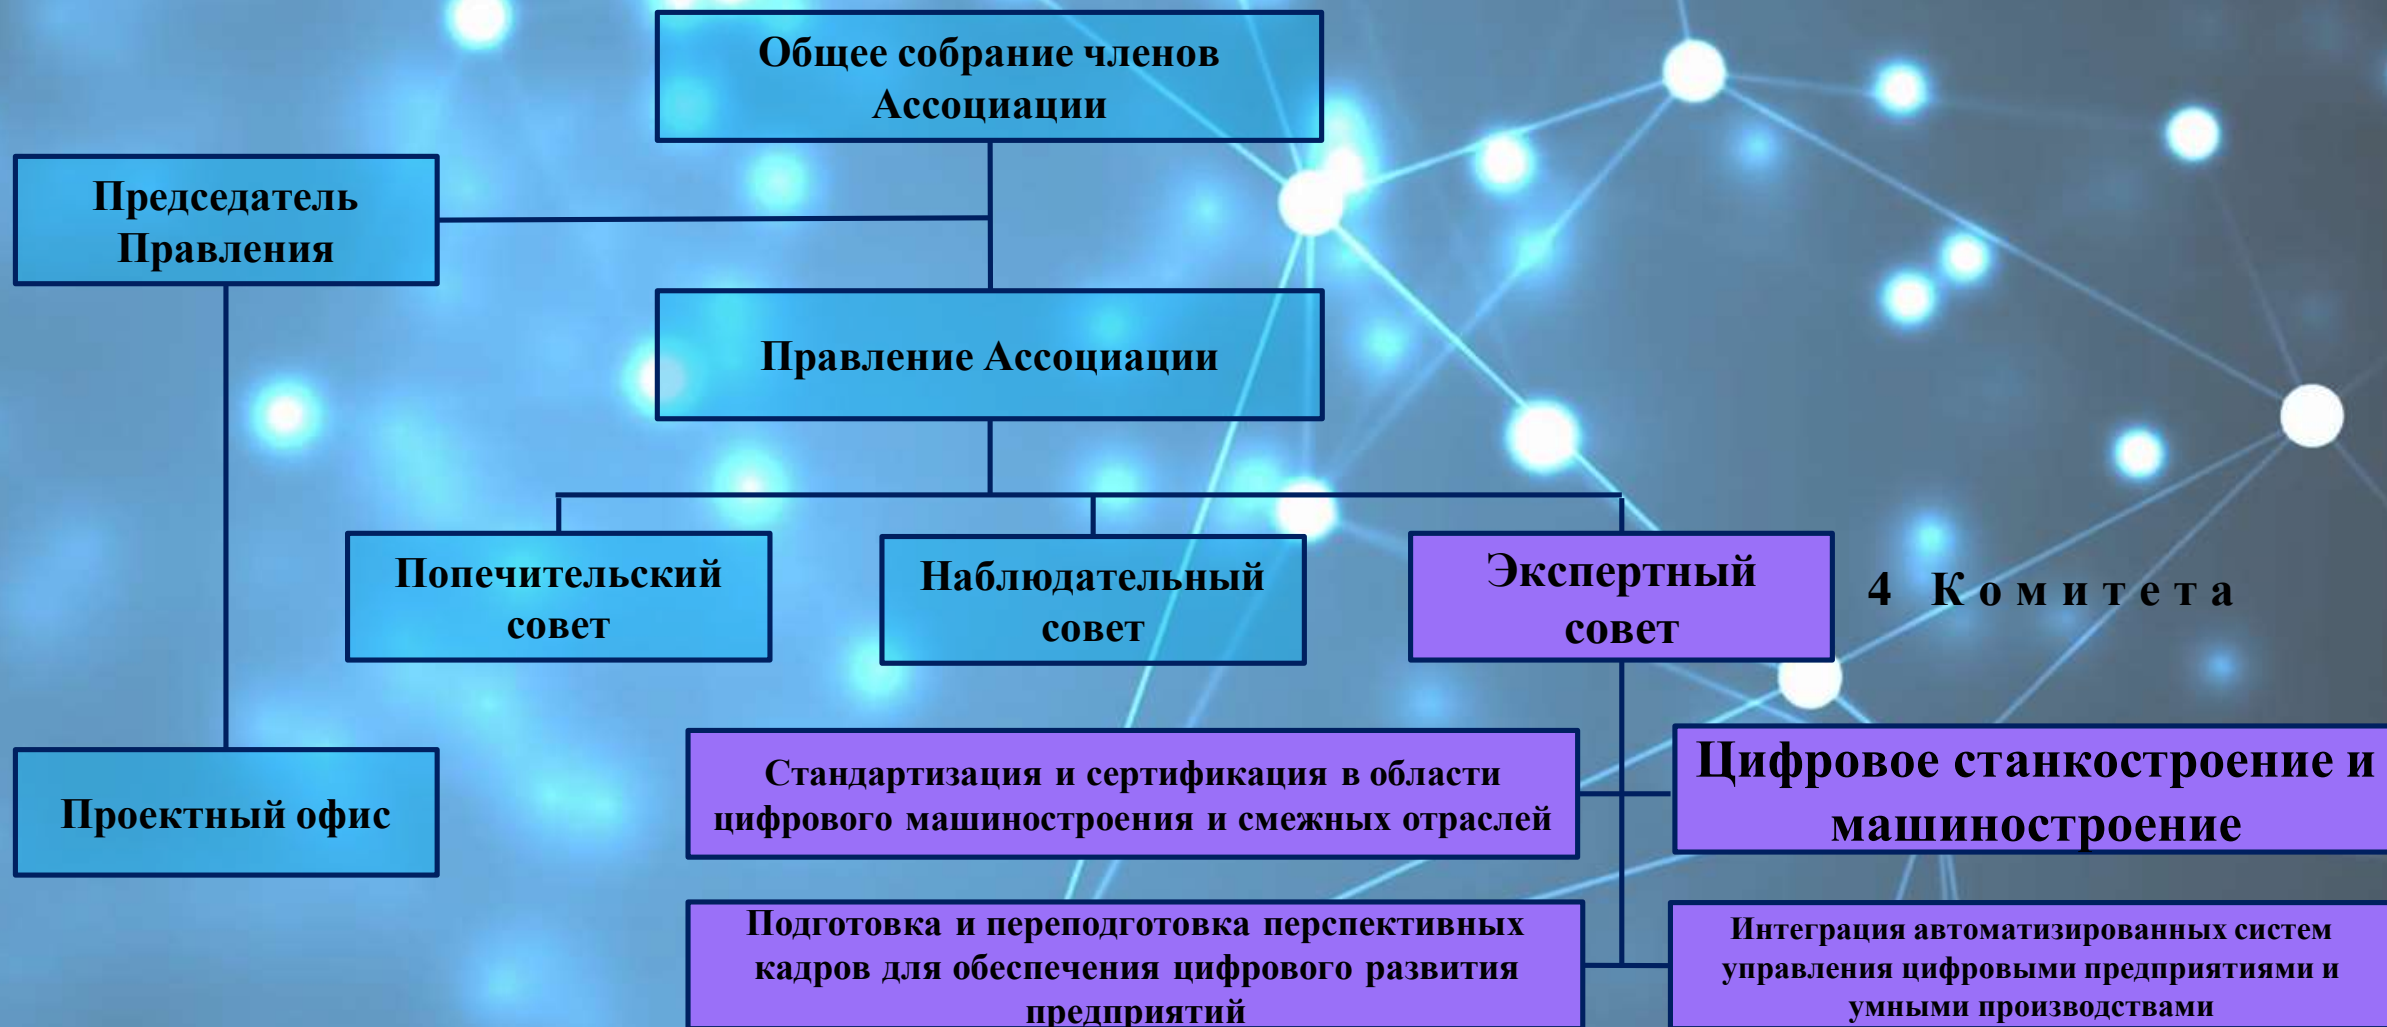 Общее собрание членов
Ассоциации
Председатель
Правления
Правление Ассоциации
Попечительский
совет
Наблюдательный
совет
Экспертный
совет
4 Комитета
Проектный офис
Стандартизация и сертификация в области
цифрового машиностроения и смежных отраслей
Цифровое станкостроение и
машиностроение
Подготовка и переподготовка перспективных
кадров для обеспечения цифрового развития
предприятий
Интеграция автоматизированных систем
управления цифровыми предприятиями и
умными производствами